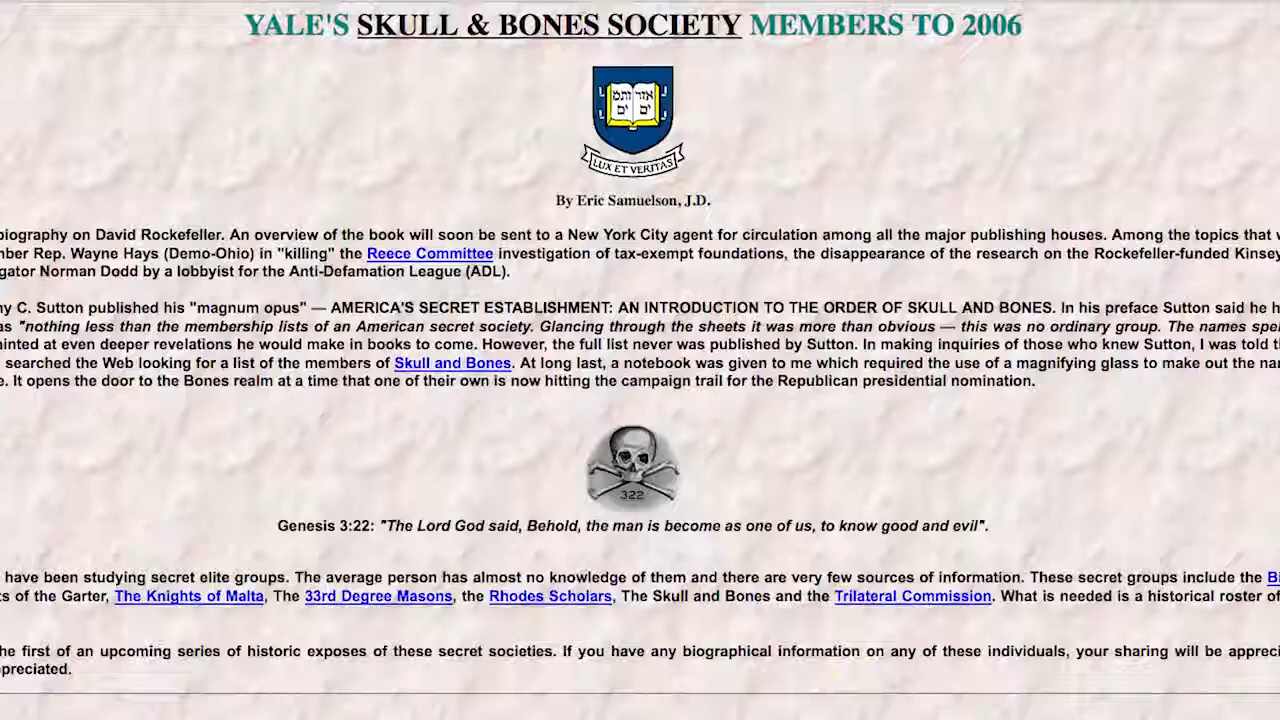 YALE'S SKULL & BONES SOCIETY MEMBERS TO 2006
אור ותמ
ים ים
LUX ET VERITAS
By Eric Samuelson, J.D.
biography on David Rockefeller. An overview of the book will soon be sent to a New York City agent for circulation among all the major publishing houses. Among the topics that
Rep. Wayne Hays (Demo-Ohio) in "killing" the Reece Committee investigation of tax-exempt foundations, the disappearance of the research on the Rockefeller-funded Kinsey
gator Norman Dodd by a lobbyist for the Anti-Defamation League (ADL).
ny C. Sutton published his "magnum opus" — AMERICA'S SECRET ESTABLISHMENT: AN INTRODUCTION TO THE ORDER OF SKULL AND BONES. In his preface Sutton said he h
as "nothing less than the membership lists of an American secret society. Glancing through the sheets it was more than obvious — this was no ordinary group. The names spe
ainted at even deeper revelations he would make in books to come. However, the full list never was published by Sutton. In making inquiries of those who knew Sutton, I was told t
searched the Web looking for a list of the members of Skull and Bones. At long last, a notebook was given to me which required the use of a magnifying glass to make out the na
e. It opens the door to the Bones realm at a time that one of their own is now hitting the campaign trail for the Republican presidential nomination.
322
Genesis 3:22: "The Lord God said, Behold, the man is become as one of us, to know good and evil".
have been studying secret elite groups. The average person has almost no knowledge of them and there are very few sources of information. These secret groups include the B
ts of the Garter, The Knights of Malta, The 33rd Degree Masons, the Rhodes Scholars, The Skull and Bones and the Trilateral Commission. What is needed is a historical roster of
he first of an upcoming series of historic exposes of these secret societies. If you have any biographical information on any of these individuals, your sharing will be appreci
preciated.